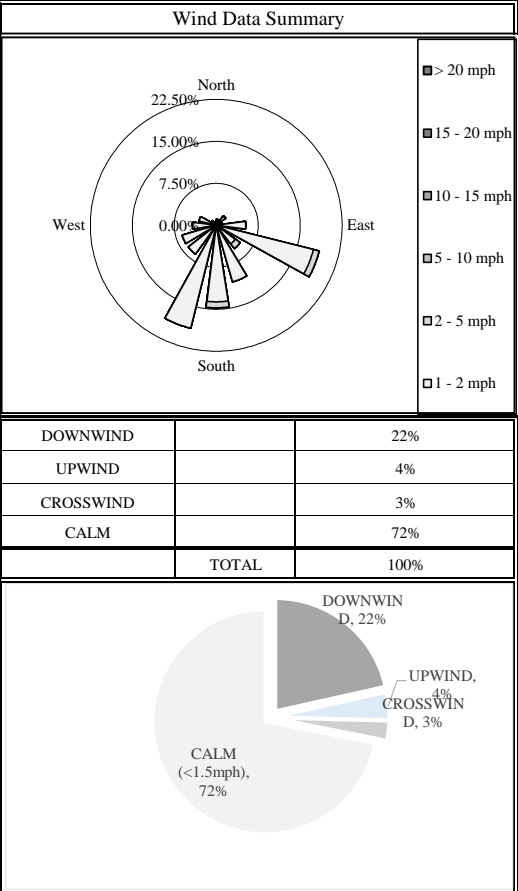 Wind Data Summary
North
22.50%
15.00%
7.50%
0.00%
West
East
South
> 20 mph
15 - 20 mph
10 - 15 mph
5 - 10 mph
2 - 5 mph
1 - 2 mph
DOWNWIND 22%
UPWIND 4%
CROSSWIND 3%
CALM 72%
TOTAL 100%
DOWNWIN
D, 22%
UPWIND,
4%
CROSSWIN
D, 3%
CALM
(<1.5mph),
72%